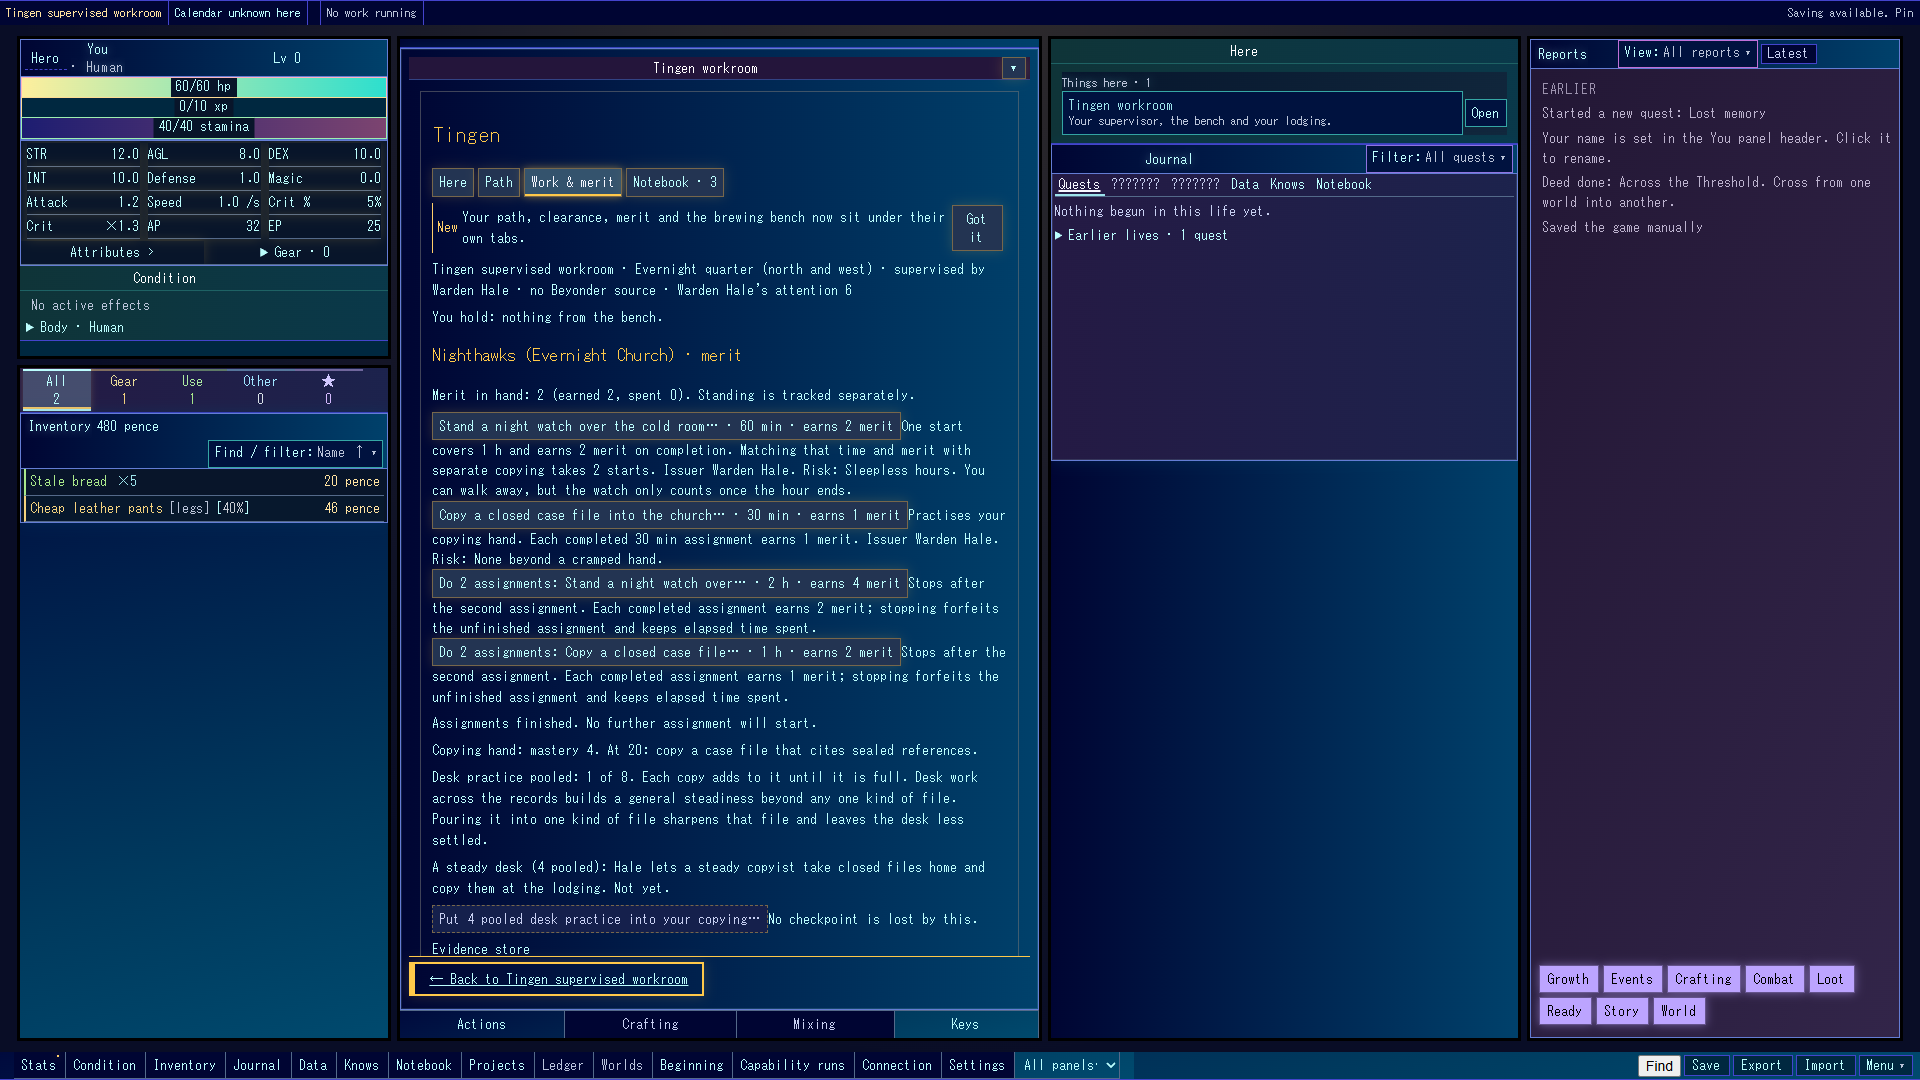 Tingen supervised workroom
Calendar unknown here
No work running
Saving available. Pin
Hero · You
Human
Lv 0
60/60 hp
0/10 xp
40/40 stamina
STR 12.0 AGL 8.0 DEX 10.0
INT 10.0 Defense 1.0 Magic 0.0
Attack 1.2 Speed 1.0 /s Crit % 5%
Crit ×1.3 AP 32 EP 25
Attributes >
▶ Gear · 0
Condition
No active effects
▶ Body · Human
All 2
Gear 1
Use 1
Other 0
★ 0
Inventory 480 pence
Find / filter: Name ↑ ▾
Stale bread ×5 20 pence
Cheap leather pants [legs] [40%] 46 pence
Tingen workroom
▾
Tingen
Here
Path
Work & merit
Notebook · 3
New
Your path, clearance, merit and the brewing bench now sit under their
own tabs.
Got
it
Tingen supervised workroom · Evernight quarter (north and west) · supervised by
Warden Hale · no Beyonder source · Warden Hale's attention 6
You hold: nothing from the bench.
Nighthawks (Evernight Church) · merit
Merit in hand: 2 (earned 2, spent 0). Standing is tracked separately.
Stand a night watch over the cold room… · 60 min · earns 2 merit One start
covers 1 h and earns 2 merit on completion. Matching that time and merit with
separate copying takes 2 starts. Issuer Warden Hale. Risk: Sleepless hours. You
can walk away, but the watch only counts once the hour ends.
Copy a closed case file into the church… · 30 min · earns 1 merit Practises your
copying hand. Each completed 30 min assignment earns 1 merit. Issuer Warden Hale.
Risk: None beyond a cramped hand.
Do 2 assignments: Stand a night watch over… · 2 h · earns 4 merit Stops after
the second assignment. Each completed assignment earns 2 merit; stopping forfeits
the unfinished assignment and keeps elapsed time spent.
Do 2 assignments: Copy a closed case file… · 1 h · earns 2 merit Stops after the
second assignment. Each completed assignment earns 1 merit; stopping forfeits the
unfinished assignment and keeps elapsed time spent.
Assignments finished. No further assignment will start.
Copying hand: mastery 4. At 20: copy a case file that cites sealed references.
Desk practice pooled: 1 of 8. Each copy adds to it until it is full. Desk work
across the records builds a general steadiness beyond any one kind of file.
Pouring it into one kind of file sharpens that file and leaves the desk less
settled.
A steady desk (4 pooled): Hale lets a steady copyist take closed files home and
copy them at the lodging. Not yet.
Put 4 pooled desk practice into your copying… No checkpoint is lost by this.
Evidence store
← Back to Tingen supervised workroom
Actions
Crafting
Mixing
Keys
Here
Things here · 1
Tingen workroom
Your supervisor, the bench and your lodging.
Open
Journal
Filter: All quests ▾
Quests ??????? ??????? Data Knows Notebook
Nothing begun in this life yet.
▶ Earlier lives · 1 quest
Reports
View: All reports ▾
Latest
EARLIER
Started a new quest: Lost memory
Your name is set in the You panel header. Click it
to rename.
Deed done: Across the Threshold. Cross from one
world into another.
Saved the game manually
Growth
Events
Crafting
Combat
Loot
Ready
Story
World
Stats
Condition
Inventory
Journal
Data
Knows
Notebook
Projects
Ledger
Worlds
Beginning
Capability runs
Connection
Settings
All panels·
Find
Save
Export
Import
Menu ▾